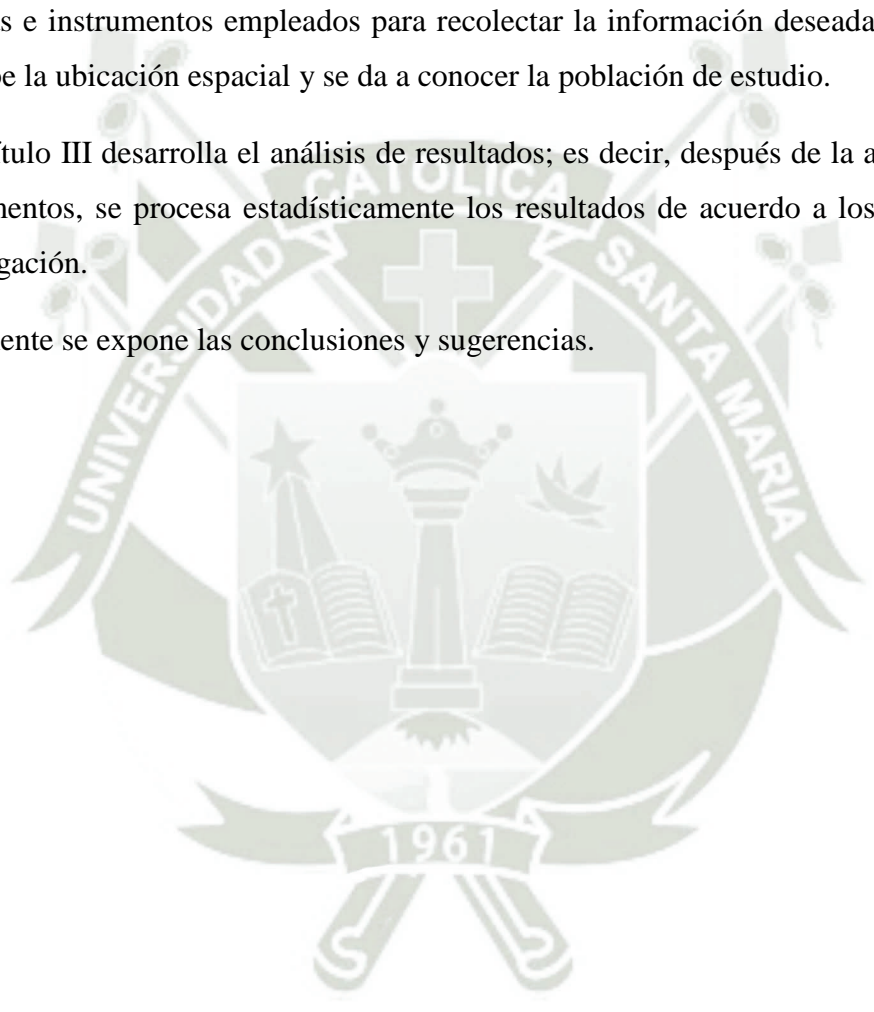 s e instrumentos empleados para recolectar la información deseada
e la ubicación espacial y se da a conocer la población de estudio.
ítulo III desarrolla el análisis de resultados; es decir, después de la a
mentos, se procesa estadísticamente los resultados de acuerdo a los
gación.
ente se expone las conclusiones y sugerencias.
UNIVERSIDAD CATOLICA SANTA MARIA
1961